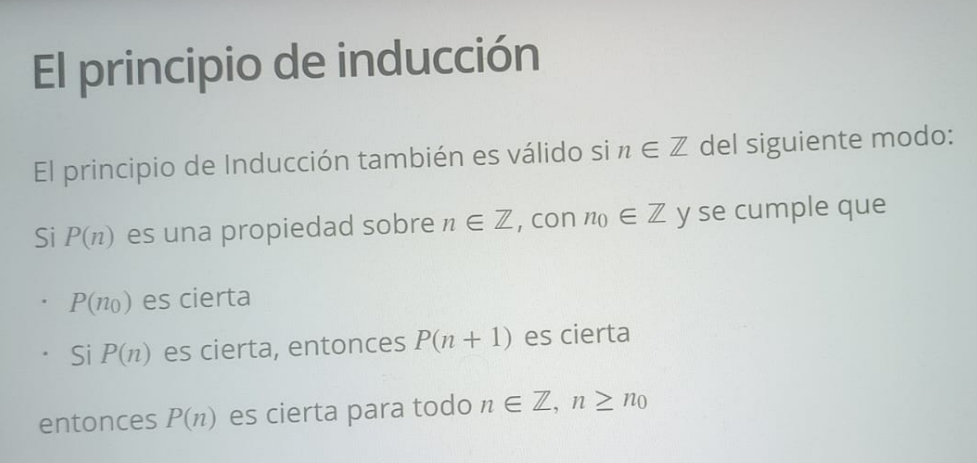 El principio de inducción
El principio de Inducción también es válido si n ∈ ℤ del siguiente modo:
Si P(n) es una propiedad sobre n ∈ ℤ, con n₀ ∈ ℤ y se cumple que
· P(n₀) es cierta
· Si P(n) es cierta, entonces P(n + 1) es cierta
entonces P(n) es cierta para todo n ∈ ℤ, n ≥ n₀